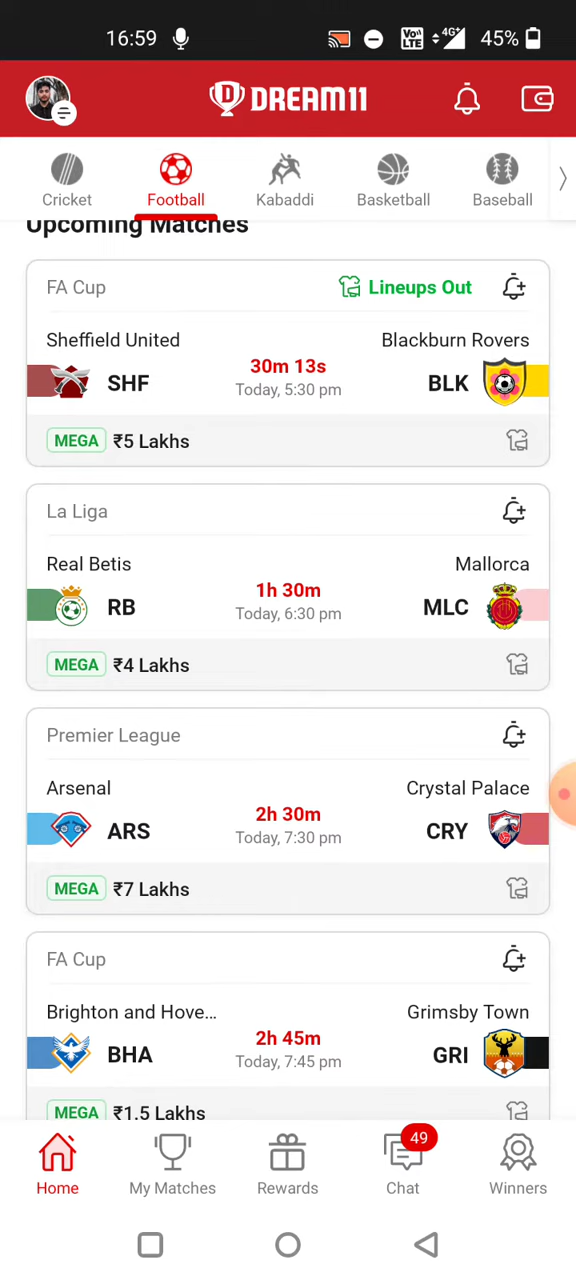 16:59
Vo))
LTE
4G+
45%
DREAM11
Cricket
Football
Kabaddi
Basketball
Baseball
Upcoming Matches
FA Cup
Lineups Out
Sheffield United
Blackburn Rovers
SHF
30m 13s
BLK
Today, 5:30 pm
MEGA ₹5 Lakhs
La Liga
Real Betis
Mallorca
RB
1h 30m
MLC
Today, 6:30 pm
MEGA ₹4 Lakhs
Premier League
Arsenal
Crystal Palace
ARS
2h 30m
CRY
Today, 7:30 pm
MEGA ₹7 Lakhs
FA Cup
Brighton and Hove...
Grimsby Town
BHA
2h 45m
GRI
Today, 7:45 pm
MEGA ₹1.5 Lakhs
49
Home
My Matches
Rewards
Chat
Winners